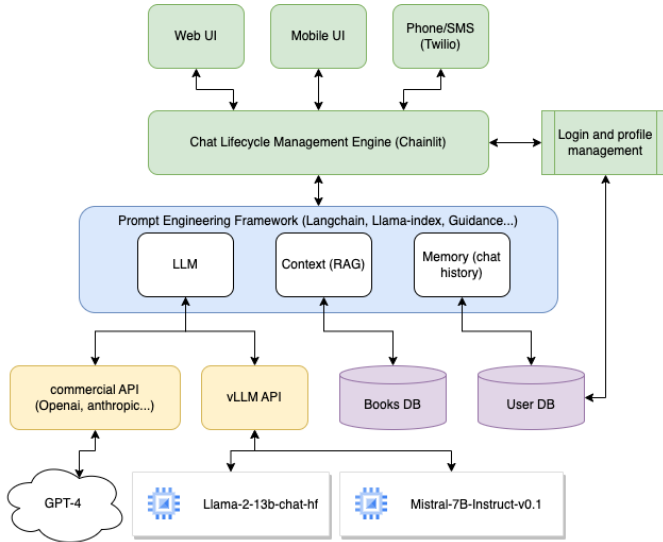 Web UI
Mobile UI
Phone/SMS
(Twilio)
Chat Lifecycle Management Engine (Chainlit)
Login and profile
management
Prompt Engineering Framework (Langchain, Llama-index, Guidance...)
LLM
Context (RAG)
Memory (chat
history)
commercial API
(Openai, anthropic...)
vLLM API
Books DB
User DB
GPT-4
Llama-2-13b-chat-hf
Mistral-7B-Instruct-v0.1